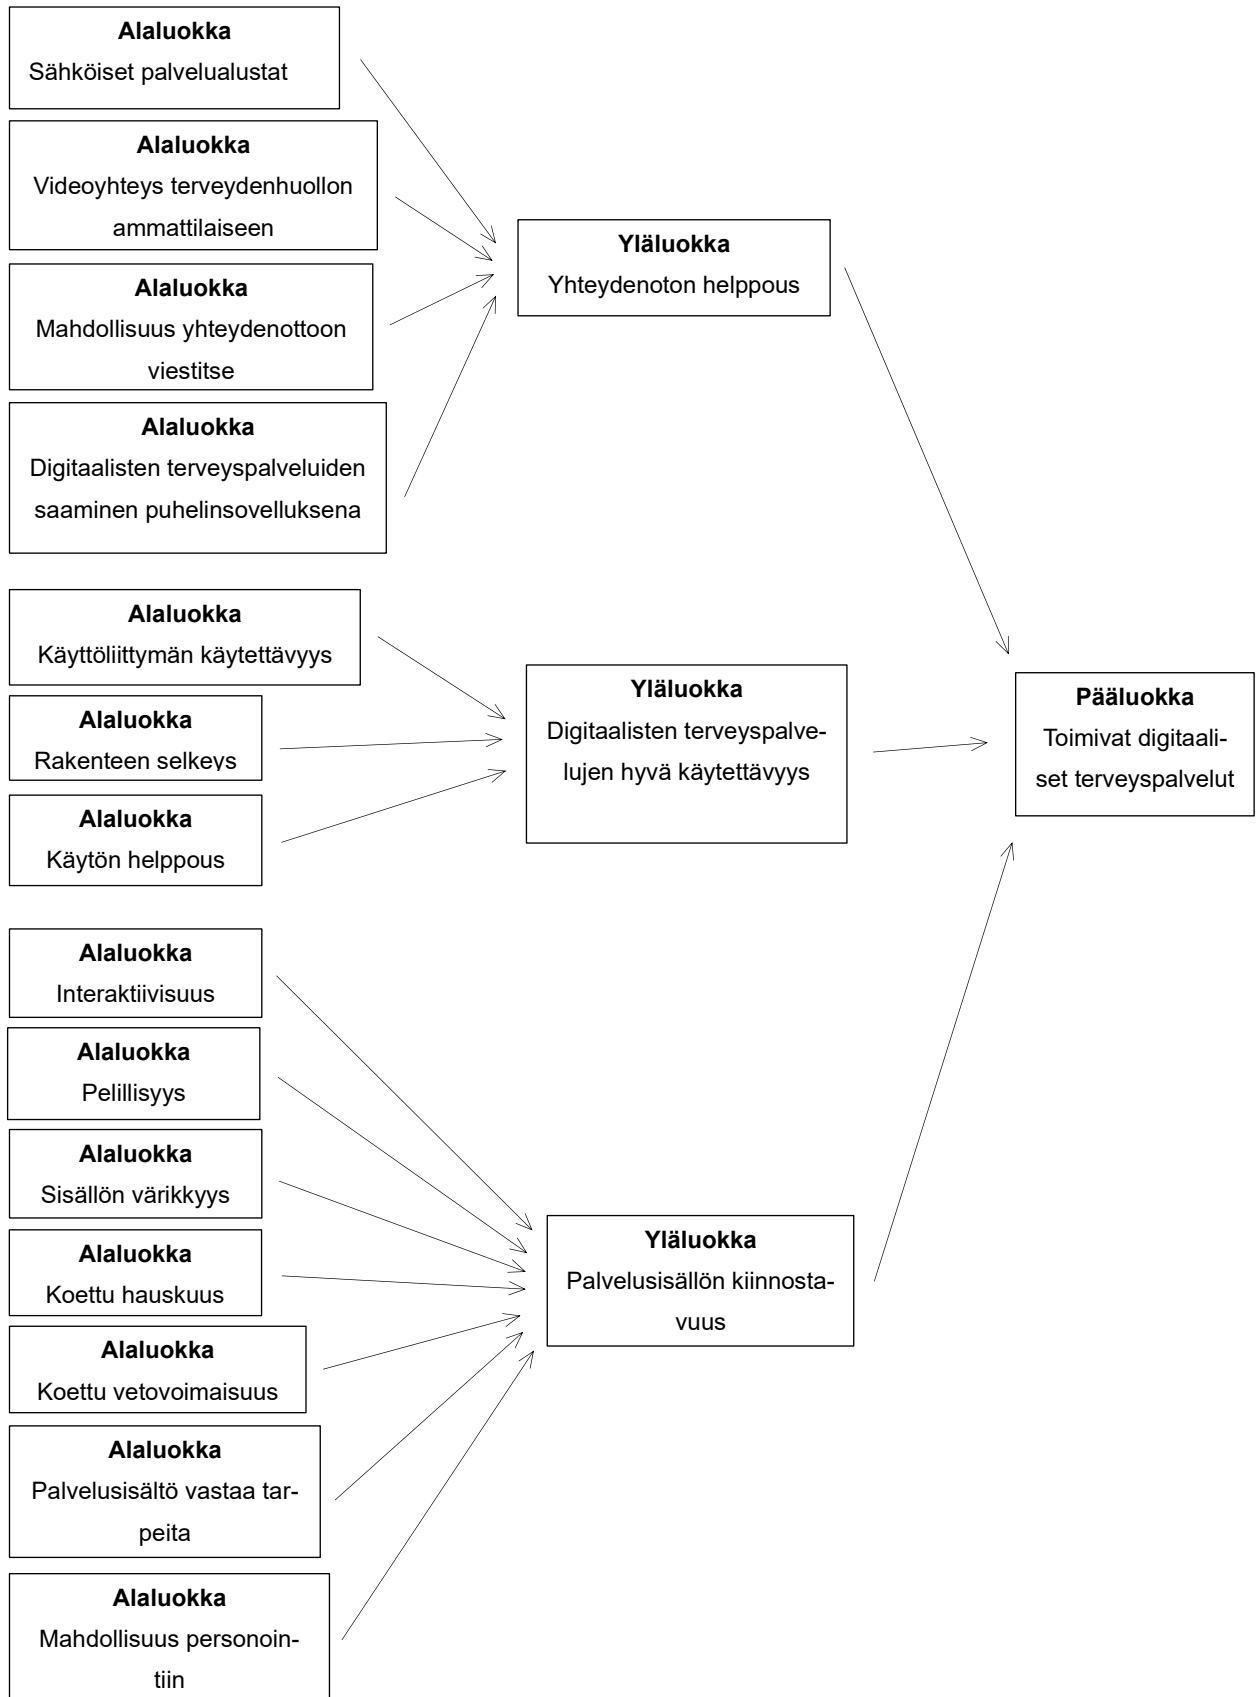 Alaluokka
Sähköiset palvelualustat
Alaluokka
Videoyhteys terveydenhuollon
ammattilaiseen
Alaluokka
Mahdollisuus yhteydenottoon
viestitse
Alaluokka
Digitaalisten terveyspalveluiden
saaminen puhelinsovelluksena
Yläluokka
Yhteydenoton helppous
Alaluokka
Käyttöliittymän käytettävyys
Alaluokka
Rakenteen selkeys
Alaluokka
Käytön helppous
Yläluokka
Digitaalisten terveyspalve-
lujen hyvä käytettävyys
Pääluokka
Toimivat digitaali-
set terveyspalvelut
Alaluokka
Interaktiivisuus
Alaluokka
Pelillisyys
Alaluokka
Sisällön värikkyys
Alaluokka
Koettu hauskuus
Alaluokka
Koettu vetovoimaisuus
Alaluokka
Palvelusisältö vastaa tar-
peita
Alaluokka
Mahdollisuus personoin-
tiin
Yläluokka
Palvelusisällön kiinnosta-
vuus